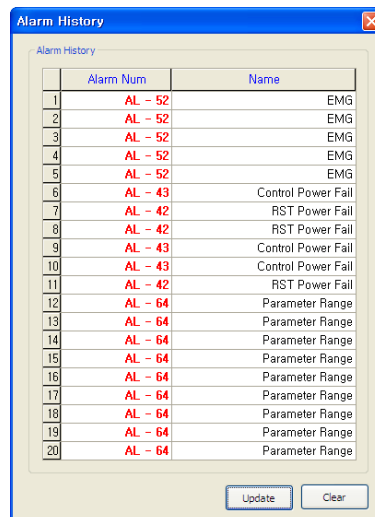 Alarm History
Alarm History
Alarm Num Name
1 AL - 52 EMG
2 AL - 52 EMG
3 AL - 52 EMG
4 AL - 52 EMG
5 AL - 52 EMG
6 AL - 43 Control Power Fail
7 AL - 42 RST Power Fail
8 AL - 42 RST Power Fail
9 AL - 43 Control Power Fail
10 AL - 43 Control Power Fail
11 AL - 42 RST Power Fail
12 AL - 64 Parameter Range
13 AL - 64 Parameter Range
14 AL - 64 Parameter Range
15 AL - 64 Parameter Range
16 AL - 64 Parameter Range
17 AL - 64 Parameter Range
18 AL - 64 Parameter Range
19 AL - 64 Parameter Range
20 AL - 64 Parameter Range
Update Clear